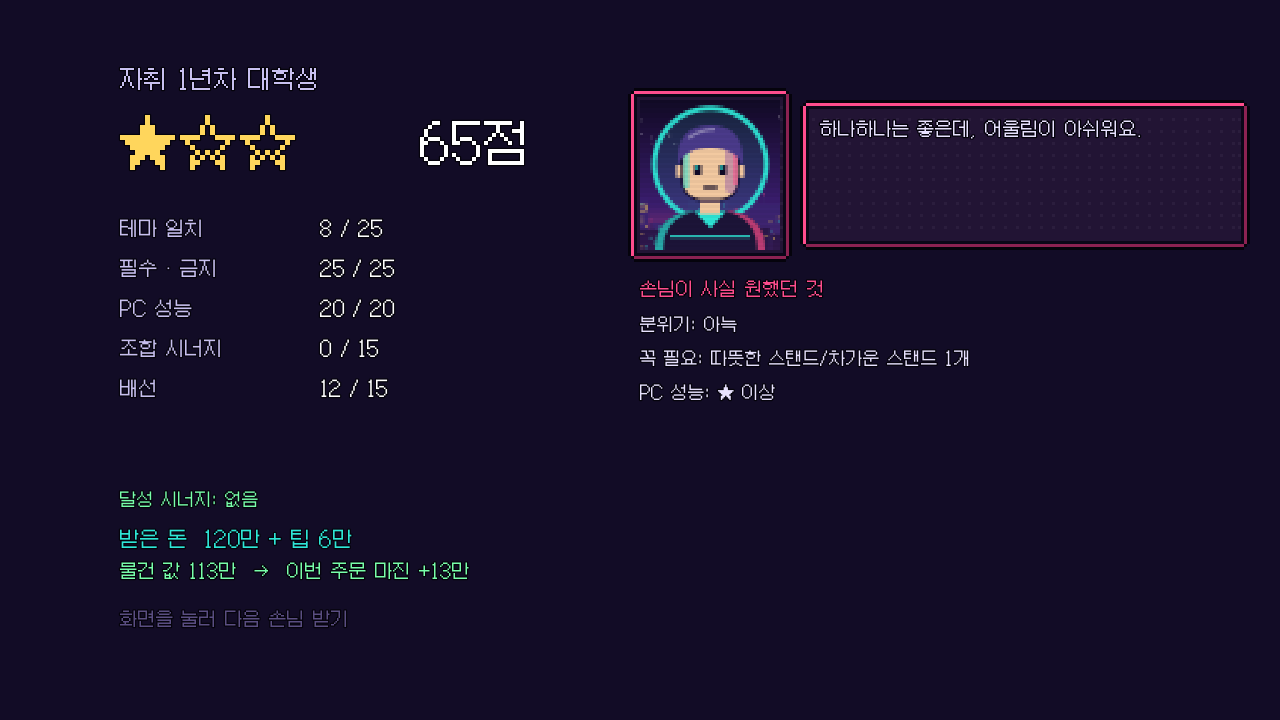 자취 1년차 대학생
65점
테마 일치 8 / 25
필수 · 금지 25 / 25
PC 성능 20 / 20
조합 시너지 0 / 15
배선 12 / 15
달성 시너지: 없음
받은 돈 120만 + 팁 6만
물건 값 113만 → 이번 주문 마진 +13만
화면을 눌러 다음 손님 받기
하나하나는 좋은데, 어울림이 아쉬워요.
손님이 사실 원했던 것
분위기: 아늑
꼭 필요: 따뜻한 스탠드/차가운 스탠드 1개
PC 성능: ★ 이상